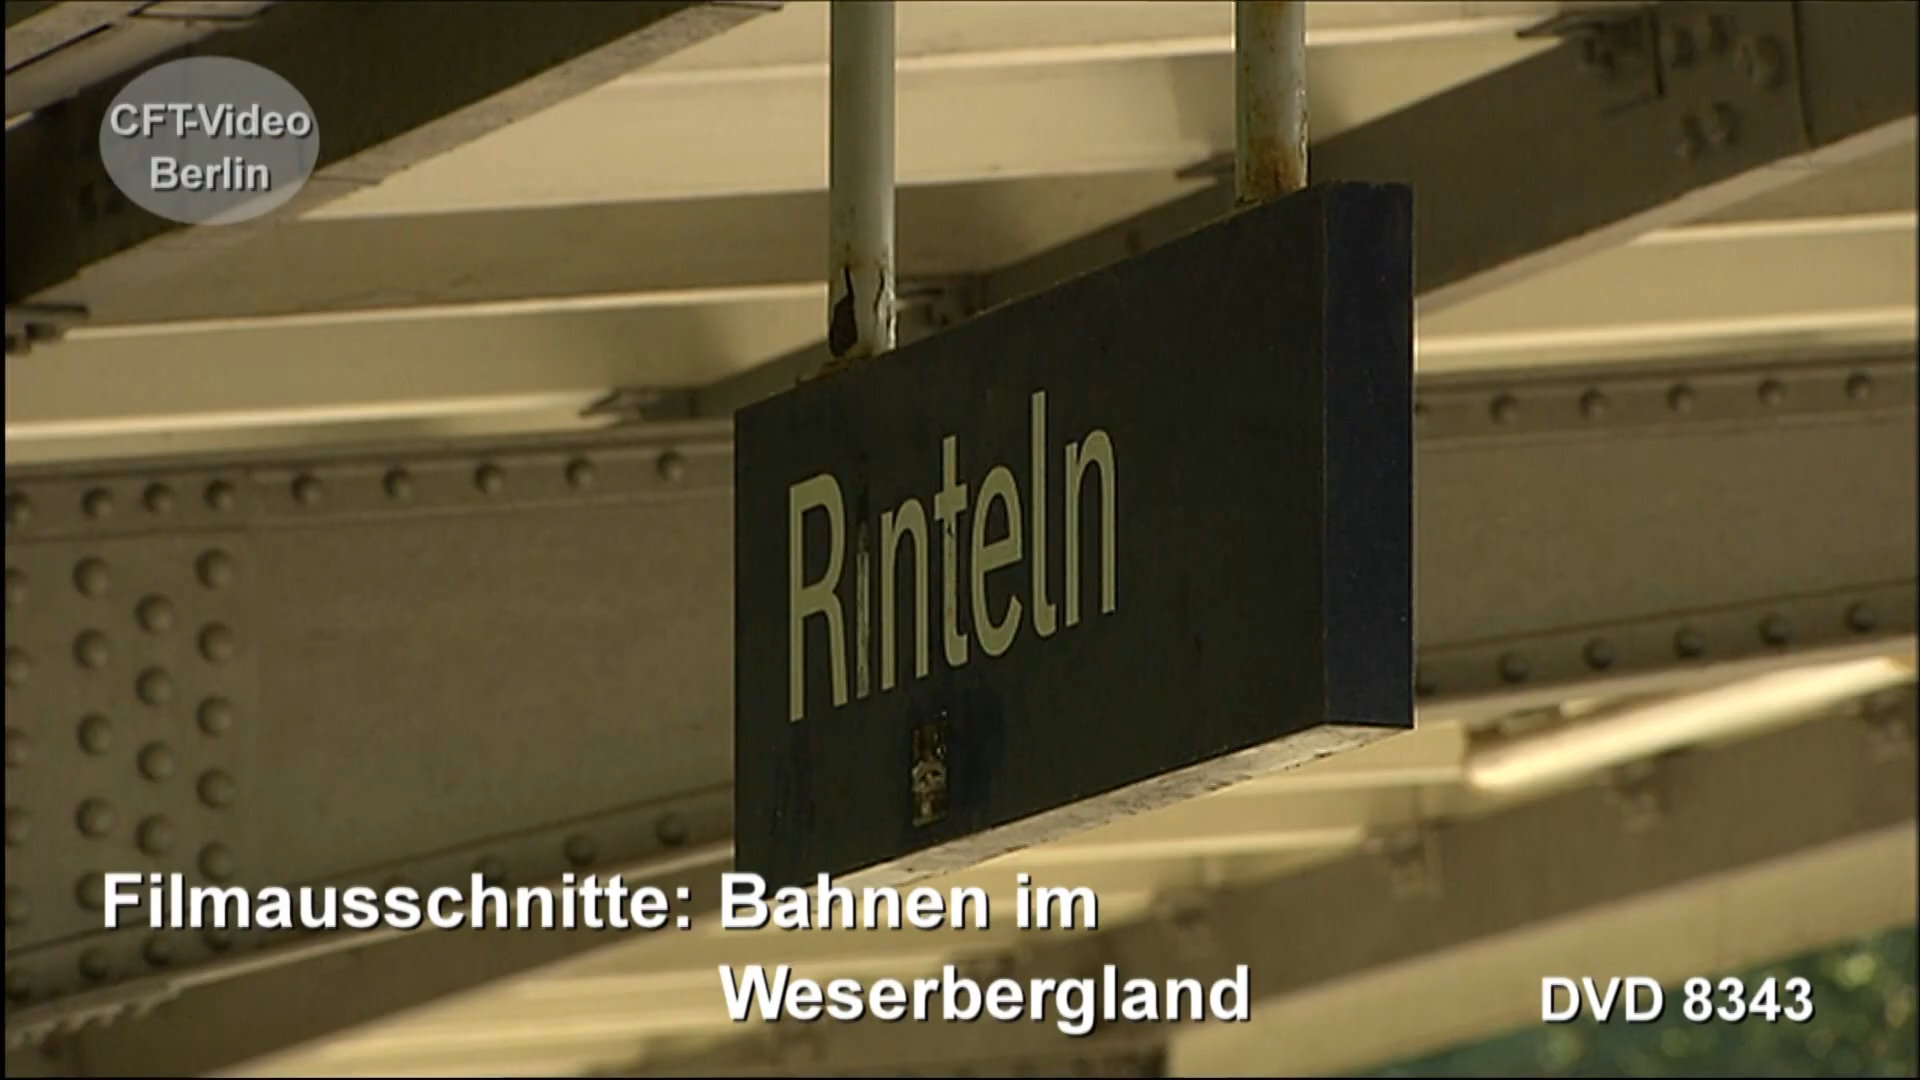 CFT-Video
Berlin
Rinteln
Filmausschnitte: Bahnen im
Weserbergland
DVD 8343